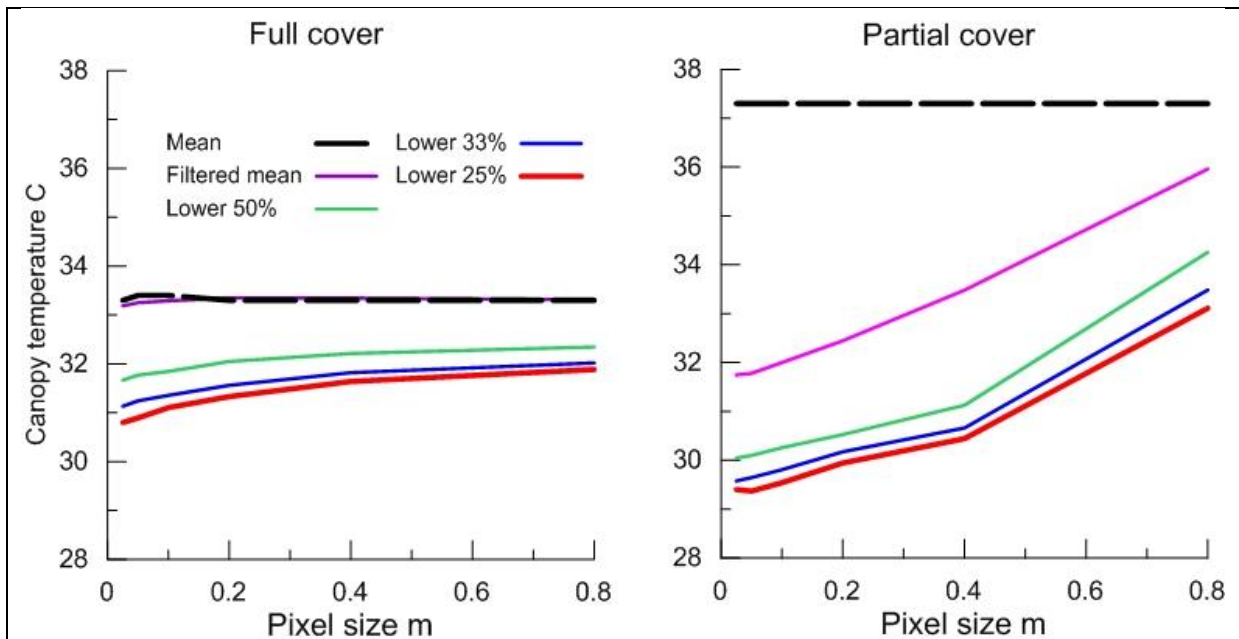 Full cover
38
36
34
32
30
28
Canopy temperature C
Mean
Filtered mean
Lower 50%
Lower 33%
Lower 25%
0 0.2 0.4 0.6 0.8
Pixel size m
Partial cover
38
36
34
32
30
28
0 0.2 0.4 0.6 0.8
Pixel size m